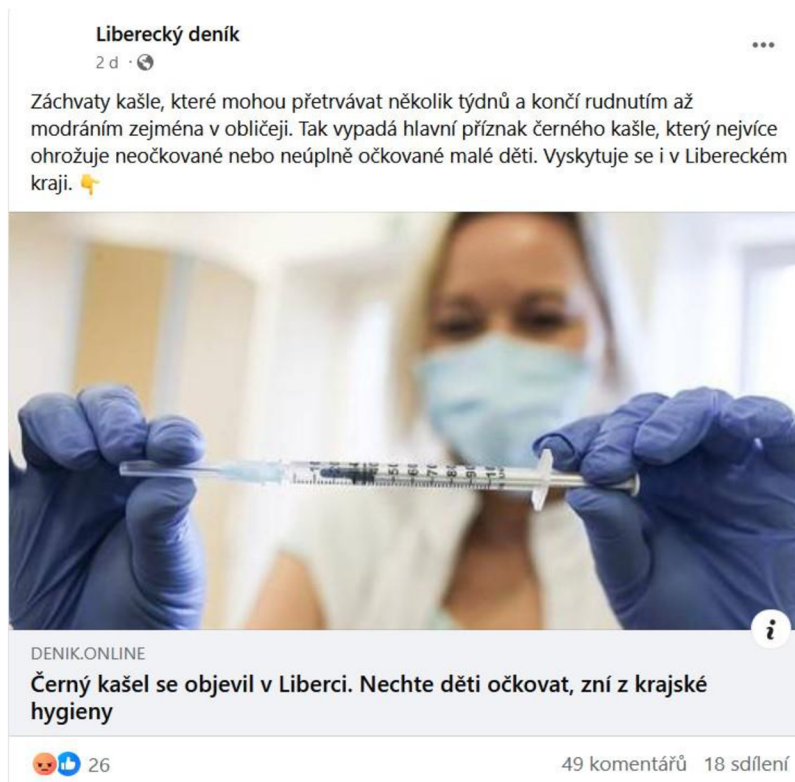 Liberecký deník
2 d ·
Záchvaty kašle, které mohou přetrvávat několik týdnů a končí rudnutím až
modráním zejména v obličeji. Tak vypadá hlavní příznak černého kašle, který nejvíce
ohrožuje neočkované nebo neúplně očkované malé děti. Vyskytuje se i v Libereckém
kraji. 👇
DENIK.ONLINE
Černý kašel se objevil v Liberci. Nechte děti očkovat, zní z krajské
hygieny
26 49 komentářů 18 sdílení